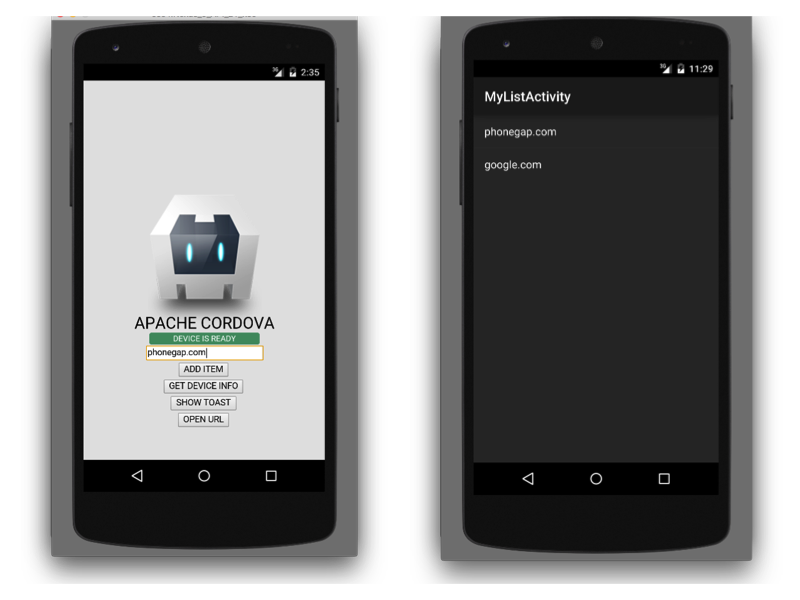 3G 2:35
APACHE CORDOVA
DEVICE IS READY
phonegap.com
ADD ITEM
GET DEVICE INFO
SHOW TOAST
OPEN URL
3G 11:29
MyListActivity
phonegap.com
google.com